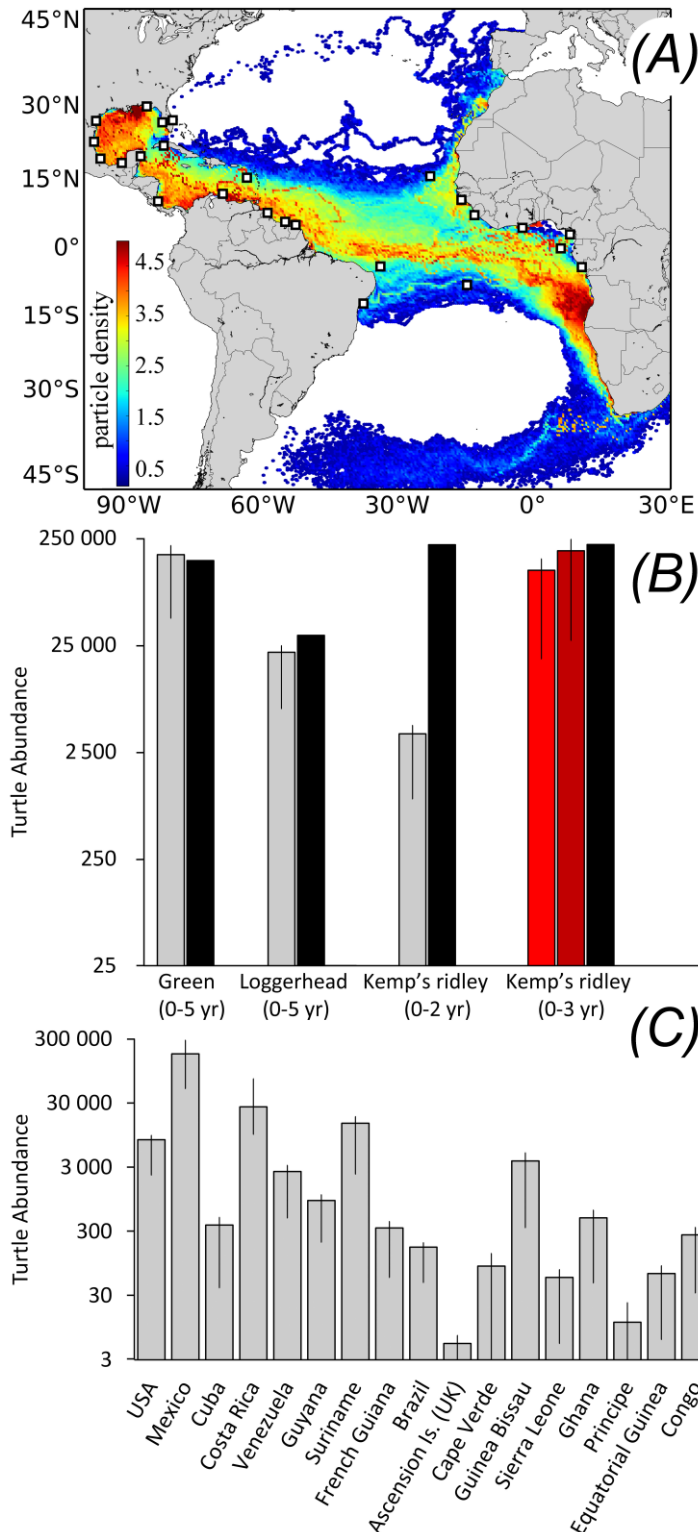 (A)
45°N
30°N
15°N
0°
15°S
30°S
45°S
particle density
4.5
3.5
2.5
1.5
0.5
90°W
60°W
30°W
0°
30°E
(B)
Turtle Abundance
250 000
25 000
2 500
250
25
Green
(0-5 yr)
Loggerhead
(0-5 yr)
Kemp’s ridley
(0-2 yr)
Kemp’s ridley
(0-3 yr)
(C)
Turtle Abundance
300 000
30 000
3 000
300
30
3
USA
Mexico
Cuba
Costa Rica
Venezuela
Guyana
Suriname
French Guiana
Brazil
Ascension Is. (UK)
Cape Verde
Guinea Bissau
Sierra Leone
Ghana
Principe
Equatorial Guinea
Congo